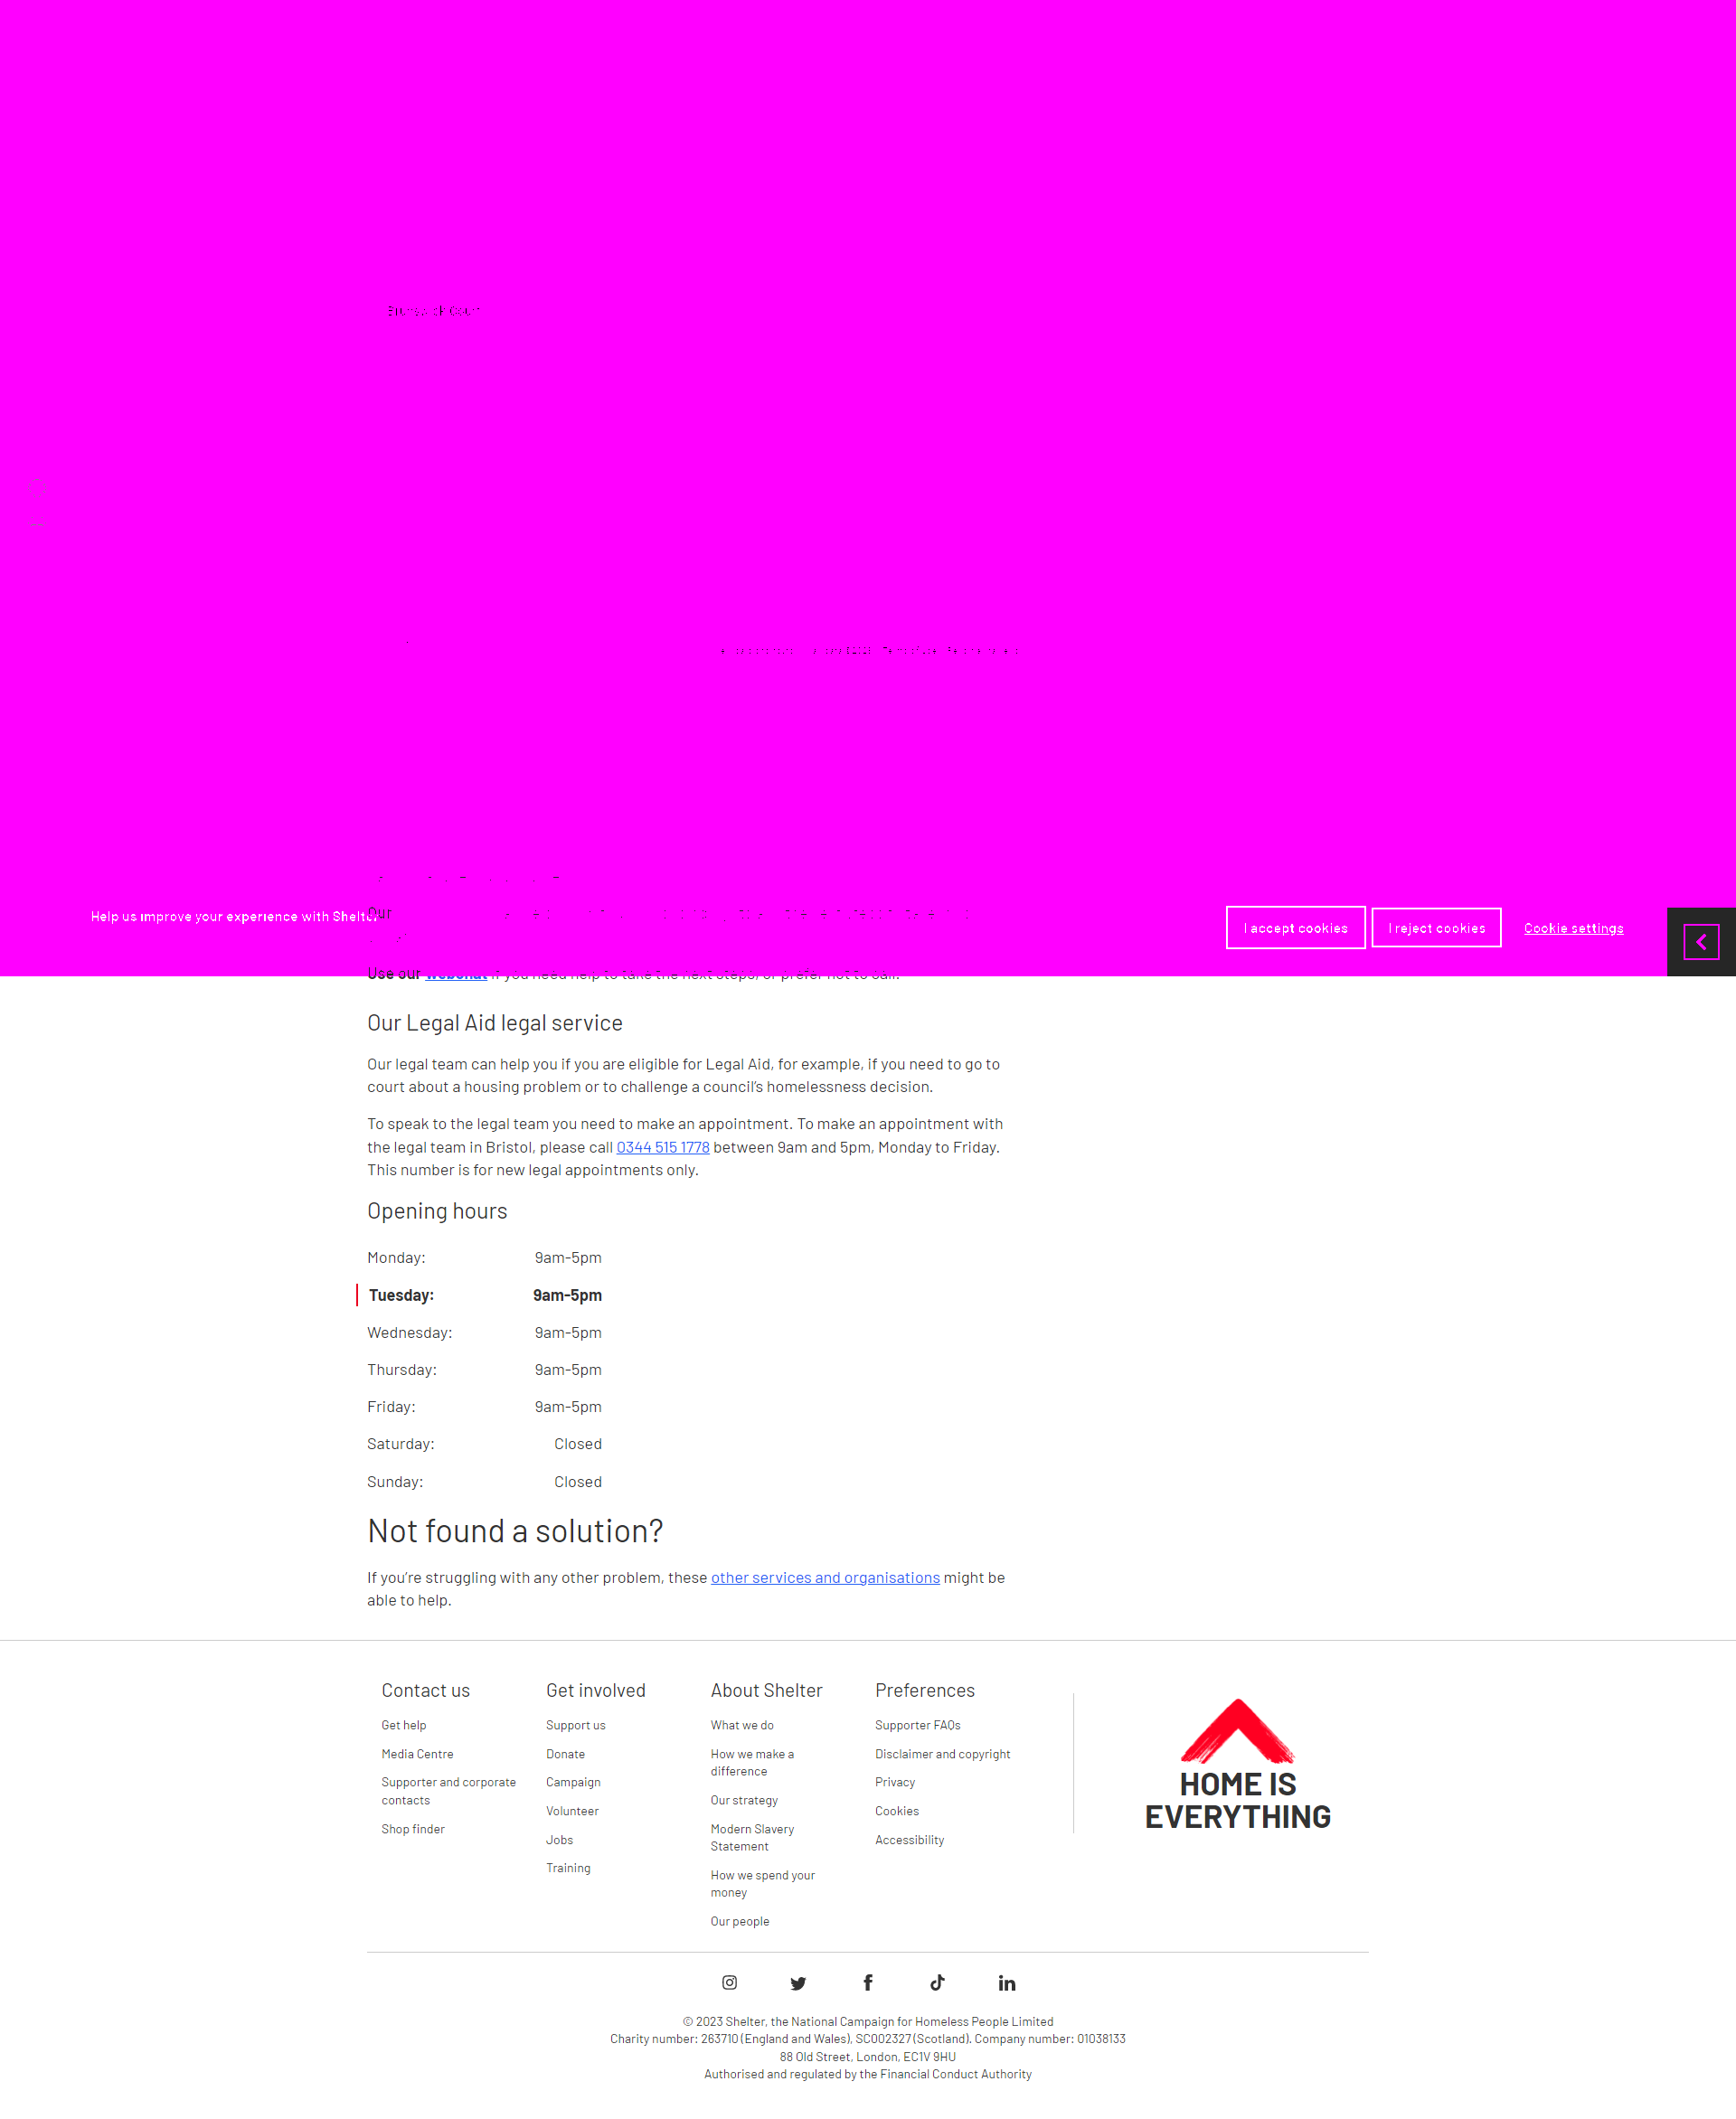 Help us improve your experience with Shelter
Our
I accept cookies
I reject cookies
Cookie settings
Use our webchat if you need help to take the next steps, or prefer not to call.
Our Legal Aid legal service
Our legal team can help you if you are eligible for Legal Aid, for example, if you need to go to
court about a housing problem or to challenge a council’s homelessness decision.
To speak to the legal team you need to make an appointment. To make an appointment with
the legal team in Bristol, please call 0344 515 1778 between 9am and 5pm, Monday to Friday.
This number is for new legal appointments only.
Opening hours
Monday: 9am-5pm
Tuesday: 9am-5pm
Wednesday: 9am-5pm
Thursday: 9am-5pm
Friday: 9am-5pm
Saturday: Closed
Sunday: Closed
Not found a solution?
If you’re struggling with any other problem, these other services and organisations might be
able to help.
Contact us
Get help
Media Centre
Supporter and corporate
contacts
Shop finder
Get involved
Support us
Donate
Campaign
Volunteer
Jobs
Training
About Shelter
What we do
How we make a
difference
Our strategy
Modern Slavery
Statement
How we spend your
money
Our people
Preferences
Supporter FAQs
Disclaimer and copyright
Privacy
Cookies
Accessibility
HOME IS
EVERYTHING
© 2023 Shelter, the National Campaign for Homeless People Limited
Charity number: 263710 (England and Wales), SC002327 (Scotland). Company number: 01038133
88 Old Street, London, EC1V 9HU
Authorised and regulated by the Financial Conduct Authority